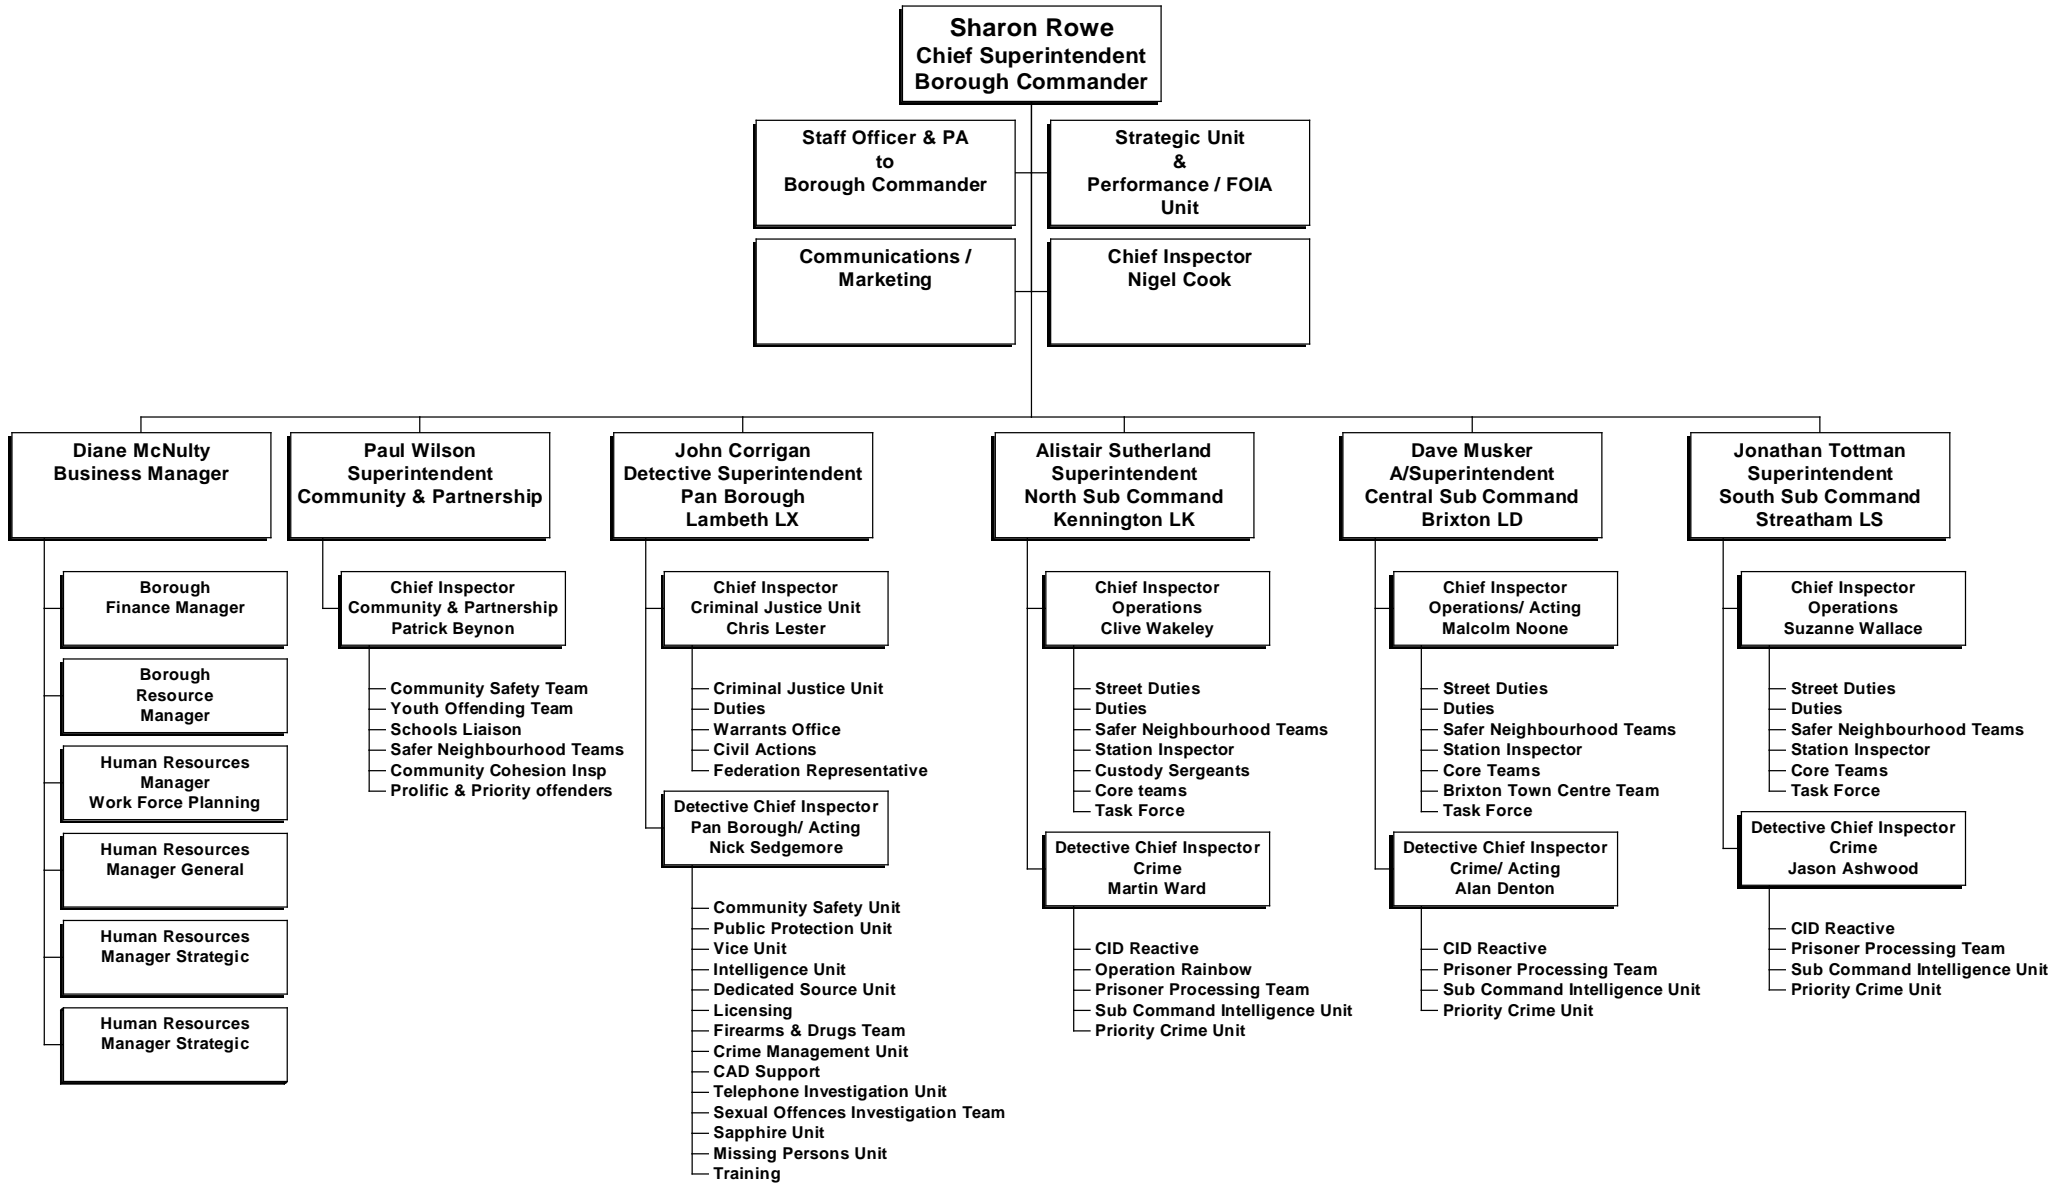 Sharon Rowe
Chief Superintendent
Borough Commander
Staff Officer & PA
to
Borough Commander
Strategic Unit
&
Performance / FOIA
Unit
Communications /
Marketing
Chief Inspector
Nigel Cook
Diane McNulty
Business Manager
Borough
Finance Manager
Borough
Resource
Manager
Human Resources
Manager
Work Force Planning
Human Resources
Manager General
Human Resources
Manager Strategic
Human Resources
Manager Strategic
Paul Wilson
Superintendent
Community & Partnership
Chief Inspector
Community & Partnership
Patrick Beynon
Community Safety Team
Youth Offending Team
Schools Liaison
Safer Neighbourhood Teams
Community Cohesion Insp
Prolific & Priority offenders
John Corrigan
Detective Superintendent
Pan Borough
Lambeth LX
Chief Inspector
Criminal Justice Unit
Chris Lester
Criminal Justice Unit
Duties
Warrants Office
Civil Actions
Federation Representative
Detective Chief Inspector
Pan Borough/ Acting
Nick Sedgemore
Community Safety Unit
Public Protection Unit
Vice Unit
Intelligence Unit
Dedicated Source Unit
Licensing
Firearms & Drugs Team
Crime Management Unit
CAD Support
Telephone Investigation Unit
Sexual Offences Investigation Team
Sapphire Unit
Missing Persons Unit
Training
Alistair Sutherland
Superintendent
North Sub Command
Kennington LK
Chief Inspector
Operations
Clive Wakeley
Street Duties
Duties
Safer Neighbourhood Teams
Station Inspector
Custody Sergeants
Core teams
Task Force
Detective Chief Inspector
Crime
Martin Ward
CID Reactive
Operation Rainbow
Prisoner Processing Team
Sub Command Intelligence Unit
Priority Crime Unit
Dave Musker
A/Superintendent
Central Sub Command
Brixton LD
Chief Inspector
Operations/ Acting
Malcolm Noone
Street Duties
Duties
Safer Neighbourhood Teams
Station Inspector
Core Teams
Brixton Town Centre Team
Task Force
Detective Chief Inspector
Crime/ Acting
Alan Denton
CID Reactive
Prisoner Processing Team
Sub Command Intelligence Unit
Priority Crime Unit
Jonathan Tottman
Superintendent
South Sub Command
Streatham LS
Chief Inspector
Operations
Suzanne Wallace
Street Duties
Duties
Safer Neighbourhood Teams
Station Inspector
Core Teams
Task Force
Detective Chief Inspector
Crime
Jason Ashwood
CID Reactive
Prisoner Processing Team
Sub Command Intelligence Unit
Priority Crime Unit